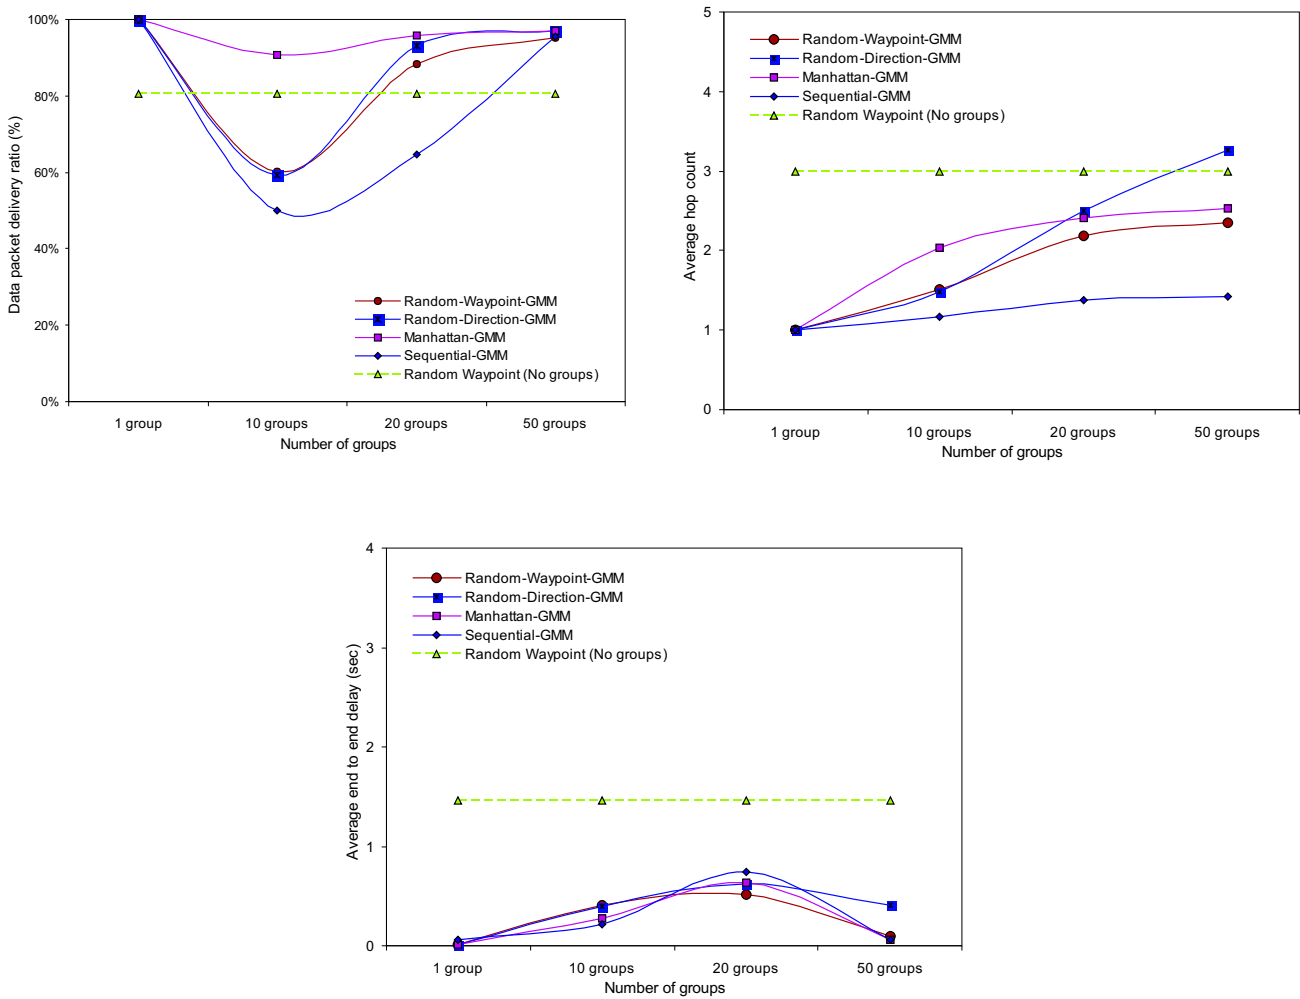 100%
80%
60%
40%
20%
0%
Data packet delivery ratio (%)
Random-Waypoint-GMM
Random-Direction-GMM
Manhattan-GMM
Sequential-GMM
Random Waypoint (No groups)
1 group
10 groups
20 groups
50 groups
Number of groups
5
4
3
2
1
0
Average hop count
Random-Waypoint-GMM
Random-Direction-GMM
Manhattan-GMM
Sequential-GMM
Random Waypoint (No groups)
1 group
10 groups
20 groups
50 groups
Number of groups
4
3
2
1
0
Average end to end delay (sec)
Random-Waypoint-GMM
Random-Direction-GMM
Manhattan-GMM
Sequential-GMM
Random Waypoint (No groups)
1 group
10 groups
20 groups
50 groups
Number of groups